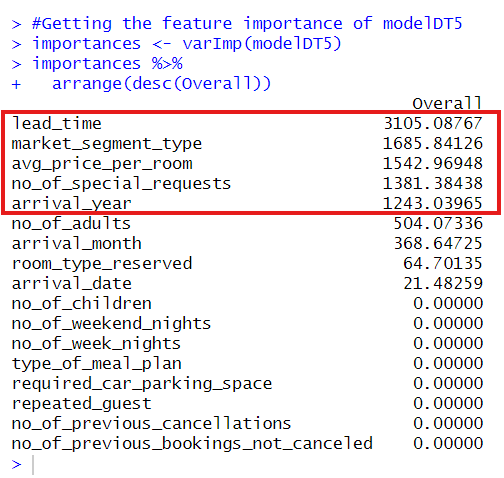 > #Getting the feature importance of modelDT5
> importances <- varImp(modelDT5)
> importances %>%
+   arrange(desc(Overall))
Overall
lead_time 3105.08767
market_segment_type 1685.84126
avg_price_per_room 1542.96948
no_of_special_requests 1381.38438
arrival_year 1243.03965
no_of_adults 504.07336
arrival_month 368.64725
room_type_reserved 64.70135
arrival_date 21.48259
no_of_children 0.00000
no_of_weekend_nights 0.00000
no_of_week_nights 0.00000
type_of_meal_plan 0.00000
required_car_parking_space 0.00000
repeated_guest 0.00000
no_of_previous_cancellations 0.00000
no_of_previous_bookings_not_canceled 0.00000
>